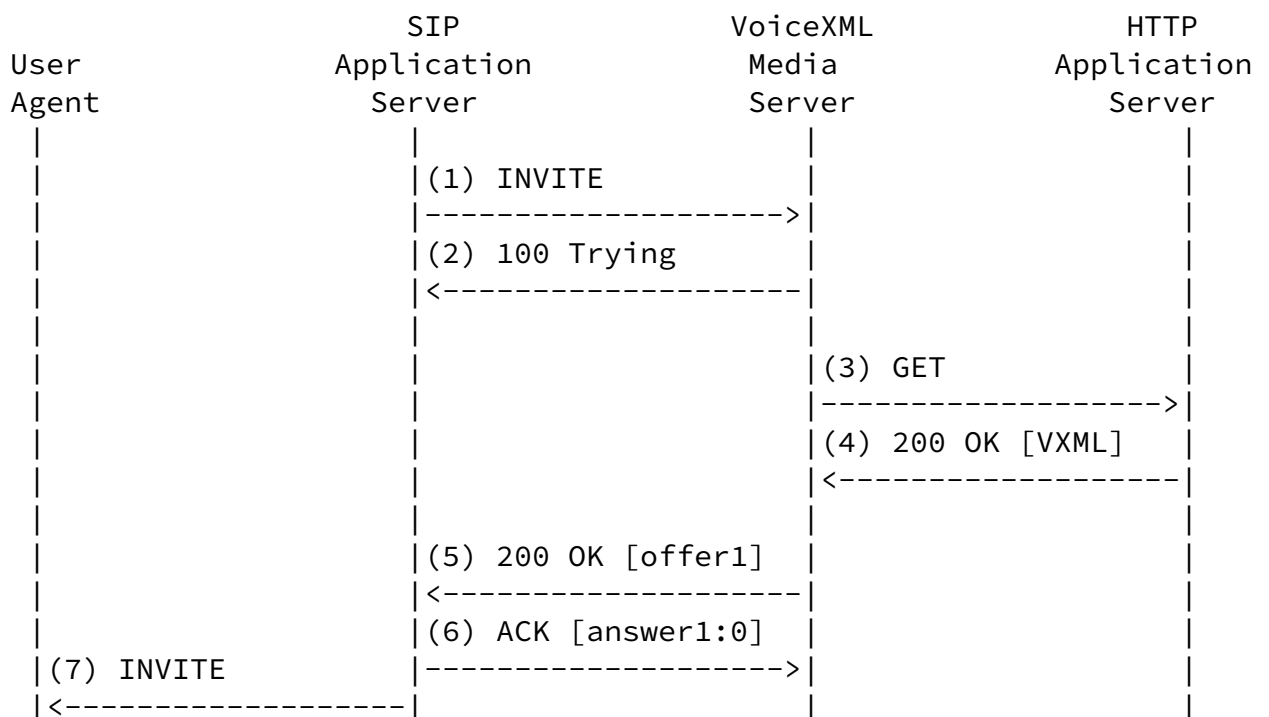 SIP VoiceXML HTTP
User Application Media Application
Agent Server Server Server
(1) INVITE
(2) 100 Trying
(3) GET
(4) 200 OK [VXML]
(5) 200 OK [offer1]
(6) ACK [answer1:0]
(7) INVITE